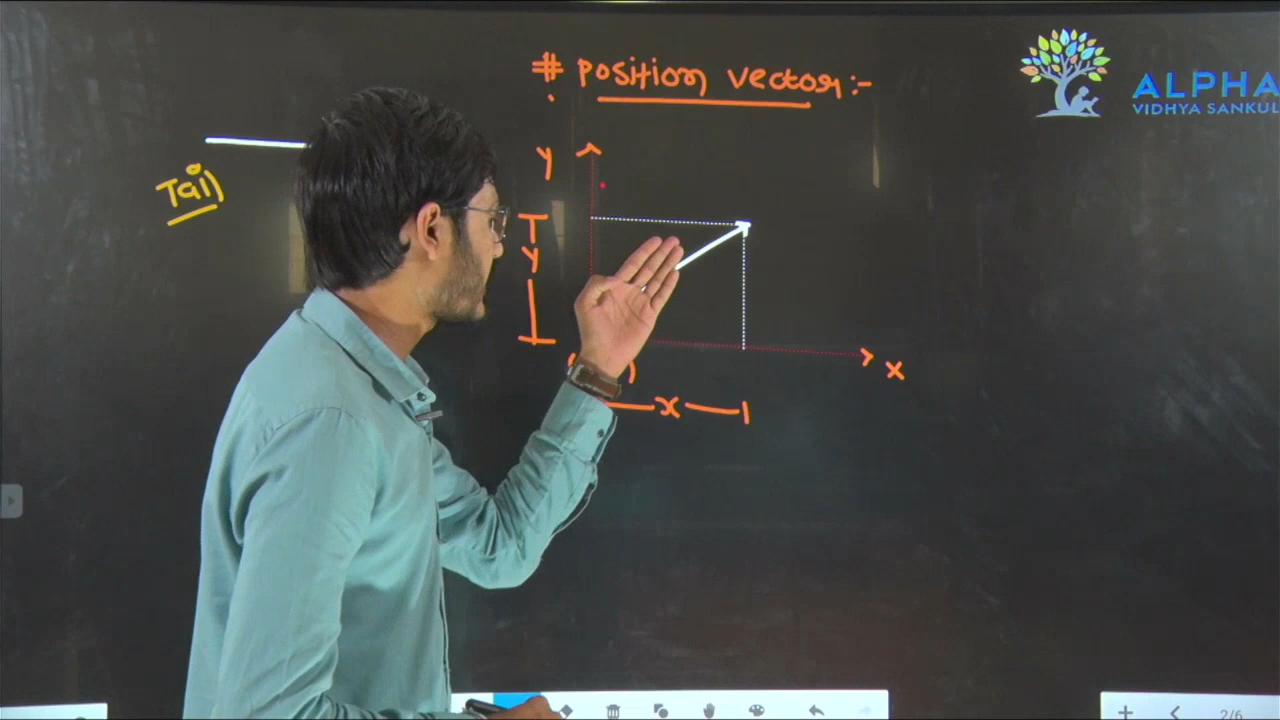 # Position vector:-
ALPHA
VIDHYA SANKUL
y
Tail
y
x
x
2/6